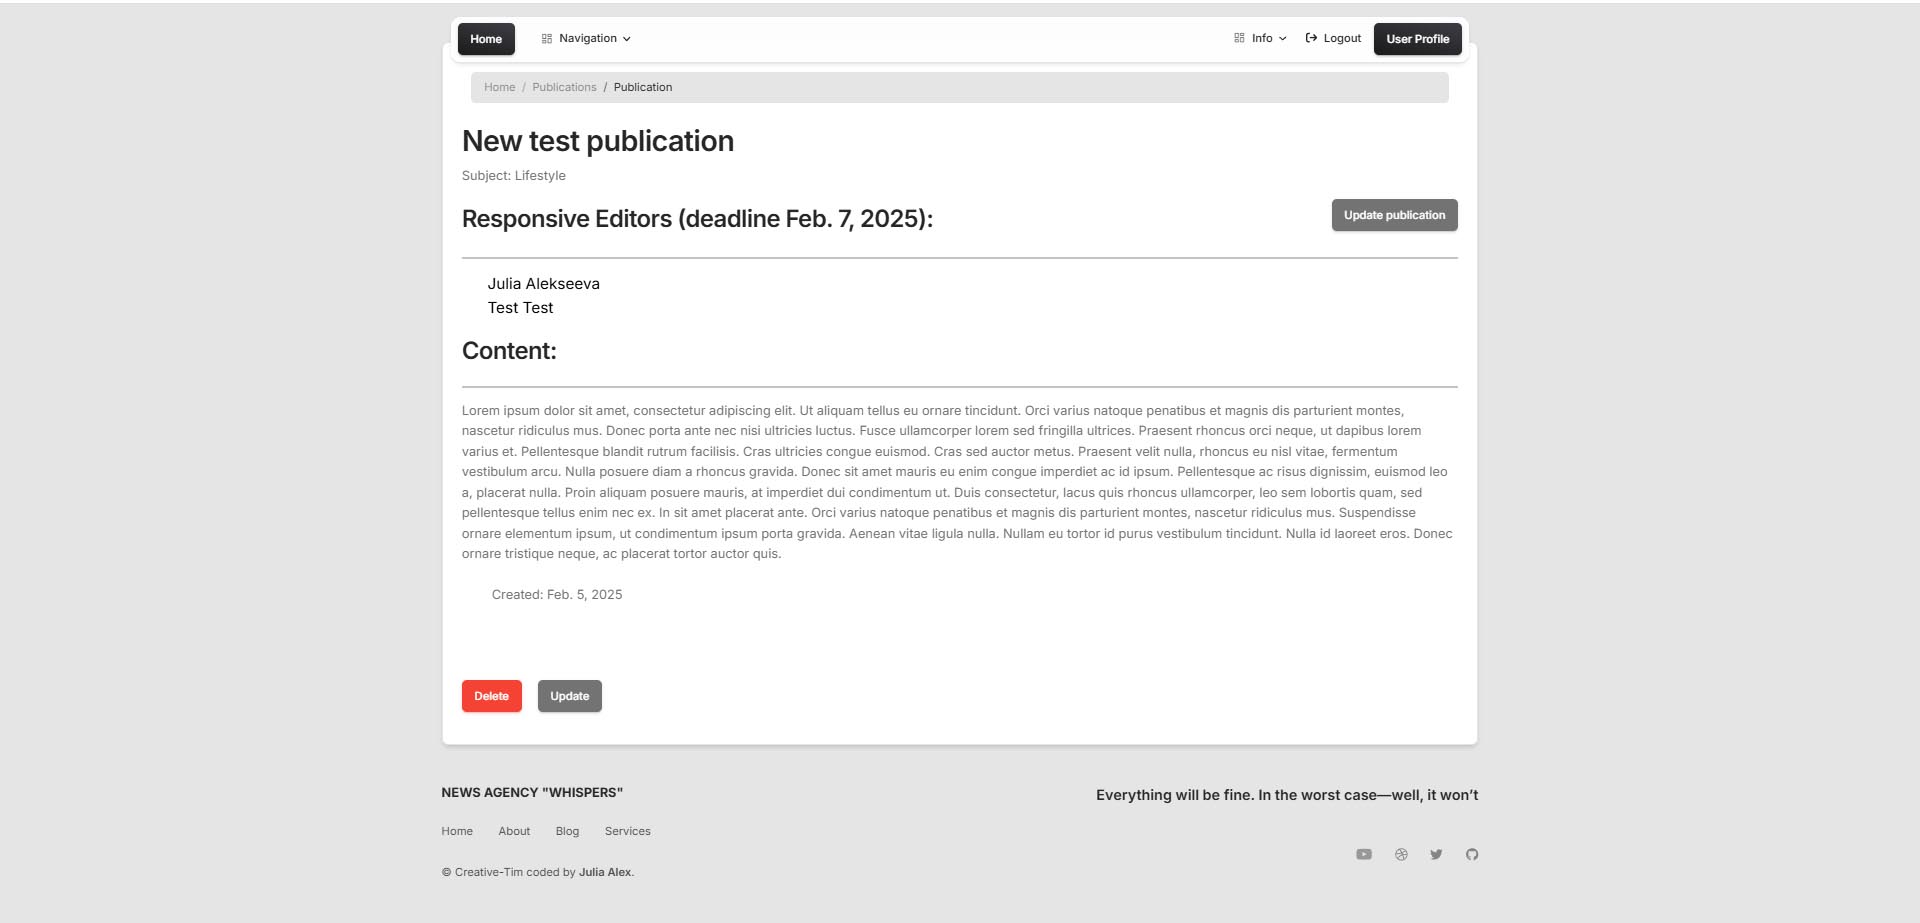 Home Navigation Info Logout User Profile
Home / Publications / Publication
New test publication
Subject: Lifestyle
Responsive Editors (deadline Feb. 7, 2025):
Update publication
Julia Alekseeva
Test Test
Content:
Lorem ipsum dolor sit amet, consectetur adipiscing elit. Ut aliquam tellus eu ornare tincidunt. Orci varius natoque penatibus et magnis dis parturient montes,
nascetur ridiculus mus. Donec porta ante nec nisi ultricies luctus. Fusce ullamcorper lorem sed fringilla ultrices. Praesent rhoncus orci neque, ut dapibus lorem
varius et. Pellentesque blandit rutrum facilisis. Cras ultricies congue euismod. Cras sed auctor metus. Praesent velit nulla, rhoncus eu nisl vitae, fermentum
vestibulum arcu. Nulla posuere diam a rhoncus gravida. Donec sit amet mauris eu enim congue imperdiet ac id ipsum. Pellentesque ac risus dignissim, euismod leo
a, placerat nulla. Proin aliquam posuere mauris, at imperdiet dui condimentum ut. Duis consectetur, lacus quis rhoncus ullamcorper, leo sem lobortis quam, sed
pellentesque tellus enim nec ex. In sit amet placerat ante. Orci varius natoque penatibus et magnis dis parturient montes, nascetur ridiculus mus. Suspendisse
ornare elementum ipsum, ut condimentum ipsum porta gravida. Aenean vitae ligula nulla. Nullam eu tortor id purus vestibulum tincidunt. Nulla id laoreet eros. Donec
ornare tristique neque, ac placerat tortor auctor quis.
Created: Feb. 5, 2025
Delete Update
NEWS AGENCY "WHISPERS"
Everything will be fine. In the worst case—well, it won’t
Home About Blog Services
© Creative-Tim coded by Julia Alex.